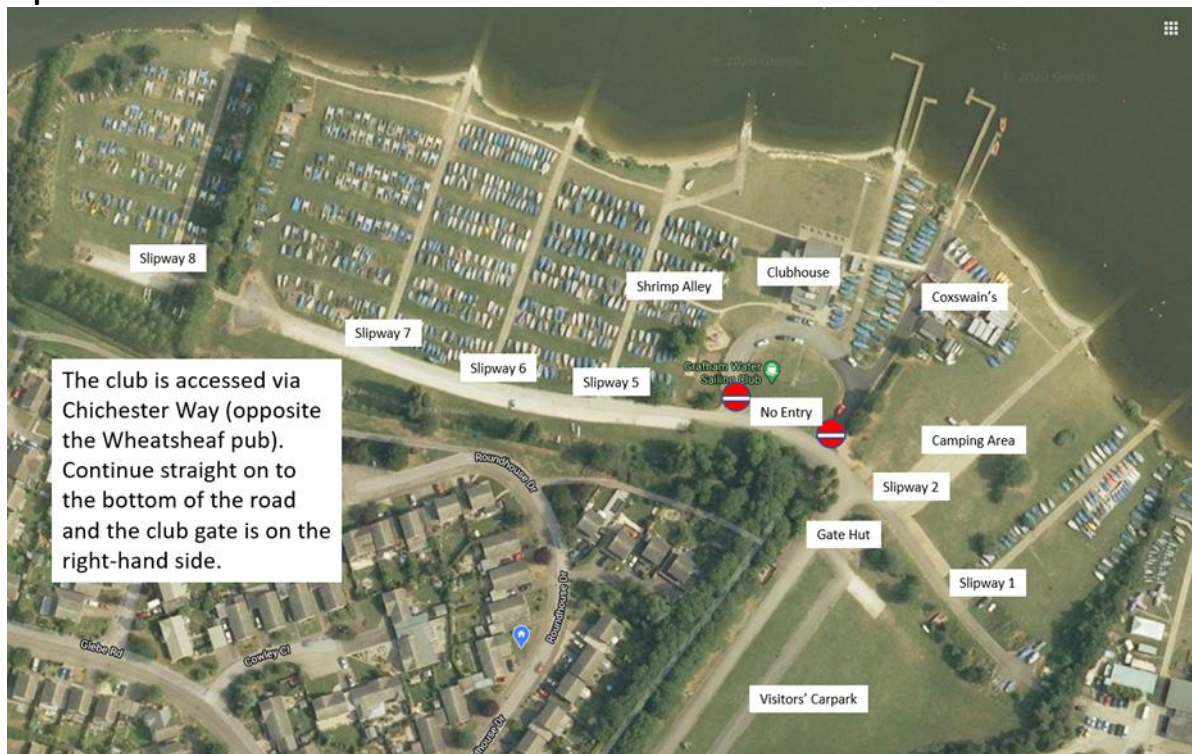 © 2020 Google
© 2020 Google
Slipway 8
Slipway 7
Slipway 6
Slipway 5
Shrimp Alley
Clubhouse
Coxswain's
Grafham Water
Sailing Club
No Entry
Camping Area
Slipway 2
Gate Hut
Slipway 1
Visitors' Carpark
The club is accessed via
Chichester Way (opposite
the Wheatsheaf pub).
Continue straight on to
the bottom of the road
and the club gate is on the
right-hand side.
Roundhouse Dr
Roundhouse Dr
Roundhouse Dr
Glebe Rd
Cowley Cl